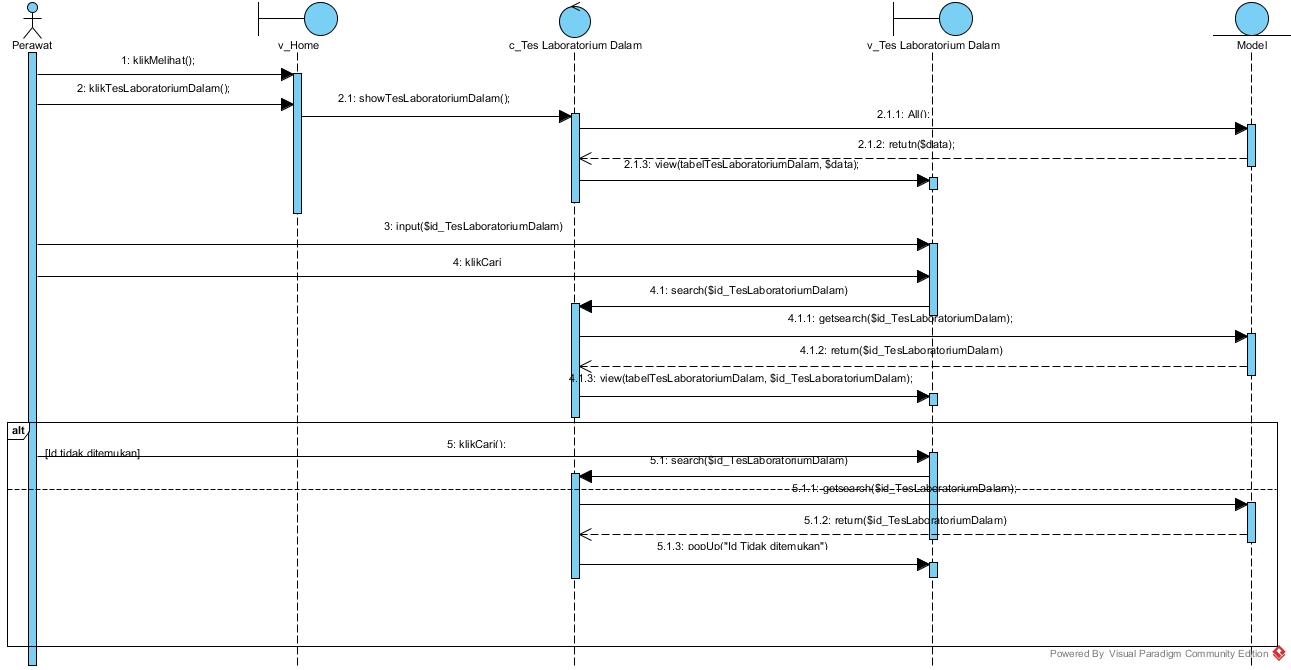 Perawat
v_Home
c_Tes Laboratorium Dalam
v_Tes Laboratorium Dalam
Model
1: klikMelihat();
2: klikTesLaboratoriumDalam();
2.1: showTesLaboratoriumDalam();
2.1.1: All();
2.1.2: retutn($data);
2.1.3: view(tabelTesLaboratoriumDalam, $data);
3: input($id_TesLaboratoriumDalam)
4: klikCari
4.1: search($id_TesLaboratoriumDalam)
4.1.1: getsearch($id_TesLaboratoriumDalam);
4.1.2: return($id_TesLaboratoriumDalam)
4.1.3: view(tabelTesLaboratoriumDalam, $id_TesLaboratoriumDalam);
alt
[Id tidak ditemukan]
5: klikCari();
5.1: search($id_TesLaboratoriumDalam)
5.1.1: getsearch($id_TesLaboratoriumDalam);
5.1.2: return($id_TesLaboratoriumDalam)
5.1.3: popUp("Id Tidak ditemukan")
Powered By Visual Paradigm Community Edition